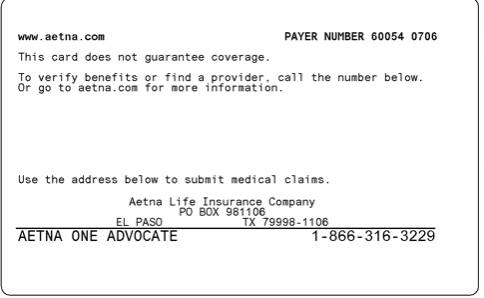 www.aetna.com PAYER NUMBER 60054 0706
This card does not guarantee coverage.
To verify benefits or find a provider, call the number below.
Or go to aetna.com for more information.
Use the address below to submit medical claims.
Aetna Life Insurance Company
PO BOX 981106
EL PASO TX 79998-1106
AETNA ONE ADVOCATE 1-866-316-3229